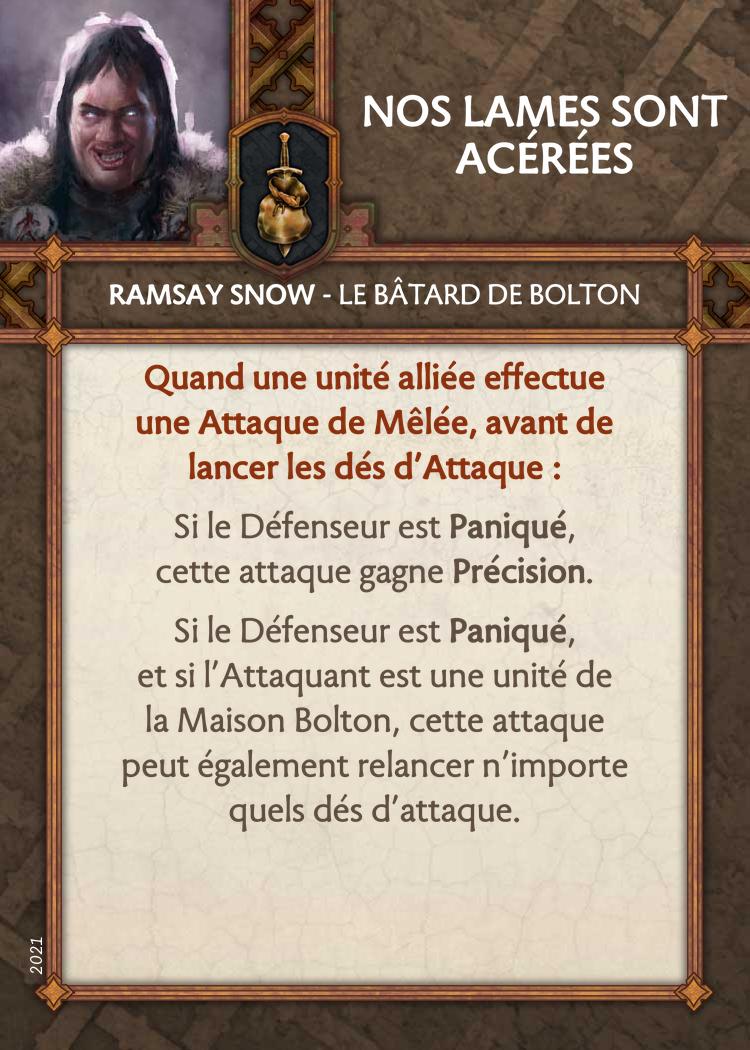 NOS LAMES SONT
ACÉRÉES
RAMSAY SNOW - LE BÂTARD DE BOLTON
Quand une unité alliée effectue
une Attaque de Mêlée, avant de
lancer les dés d'Attaque :
Si le Défenseur est Paniqué,
cette attaque gagne Précision.
Si le Défenseur est Paniqué,
et si l'Attaquant est une unité de
la Maison Bolton, cette attaque
peut également relancer n'importe
quels dés d'attaque.
2021